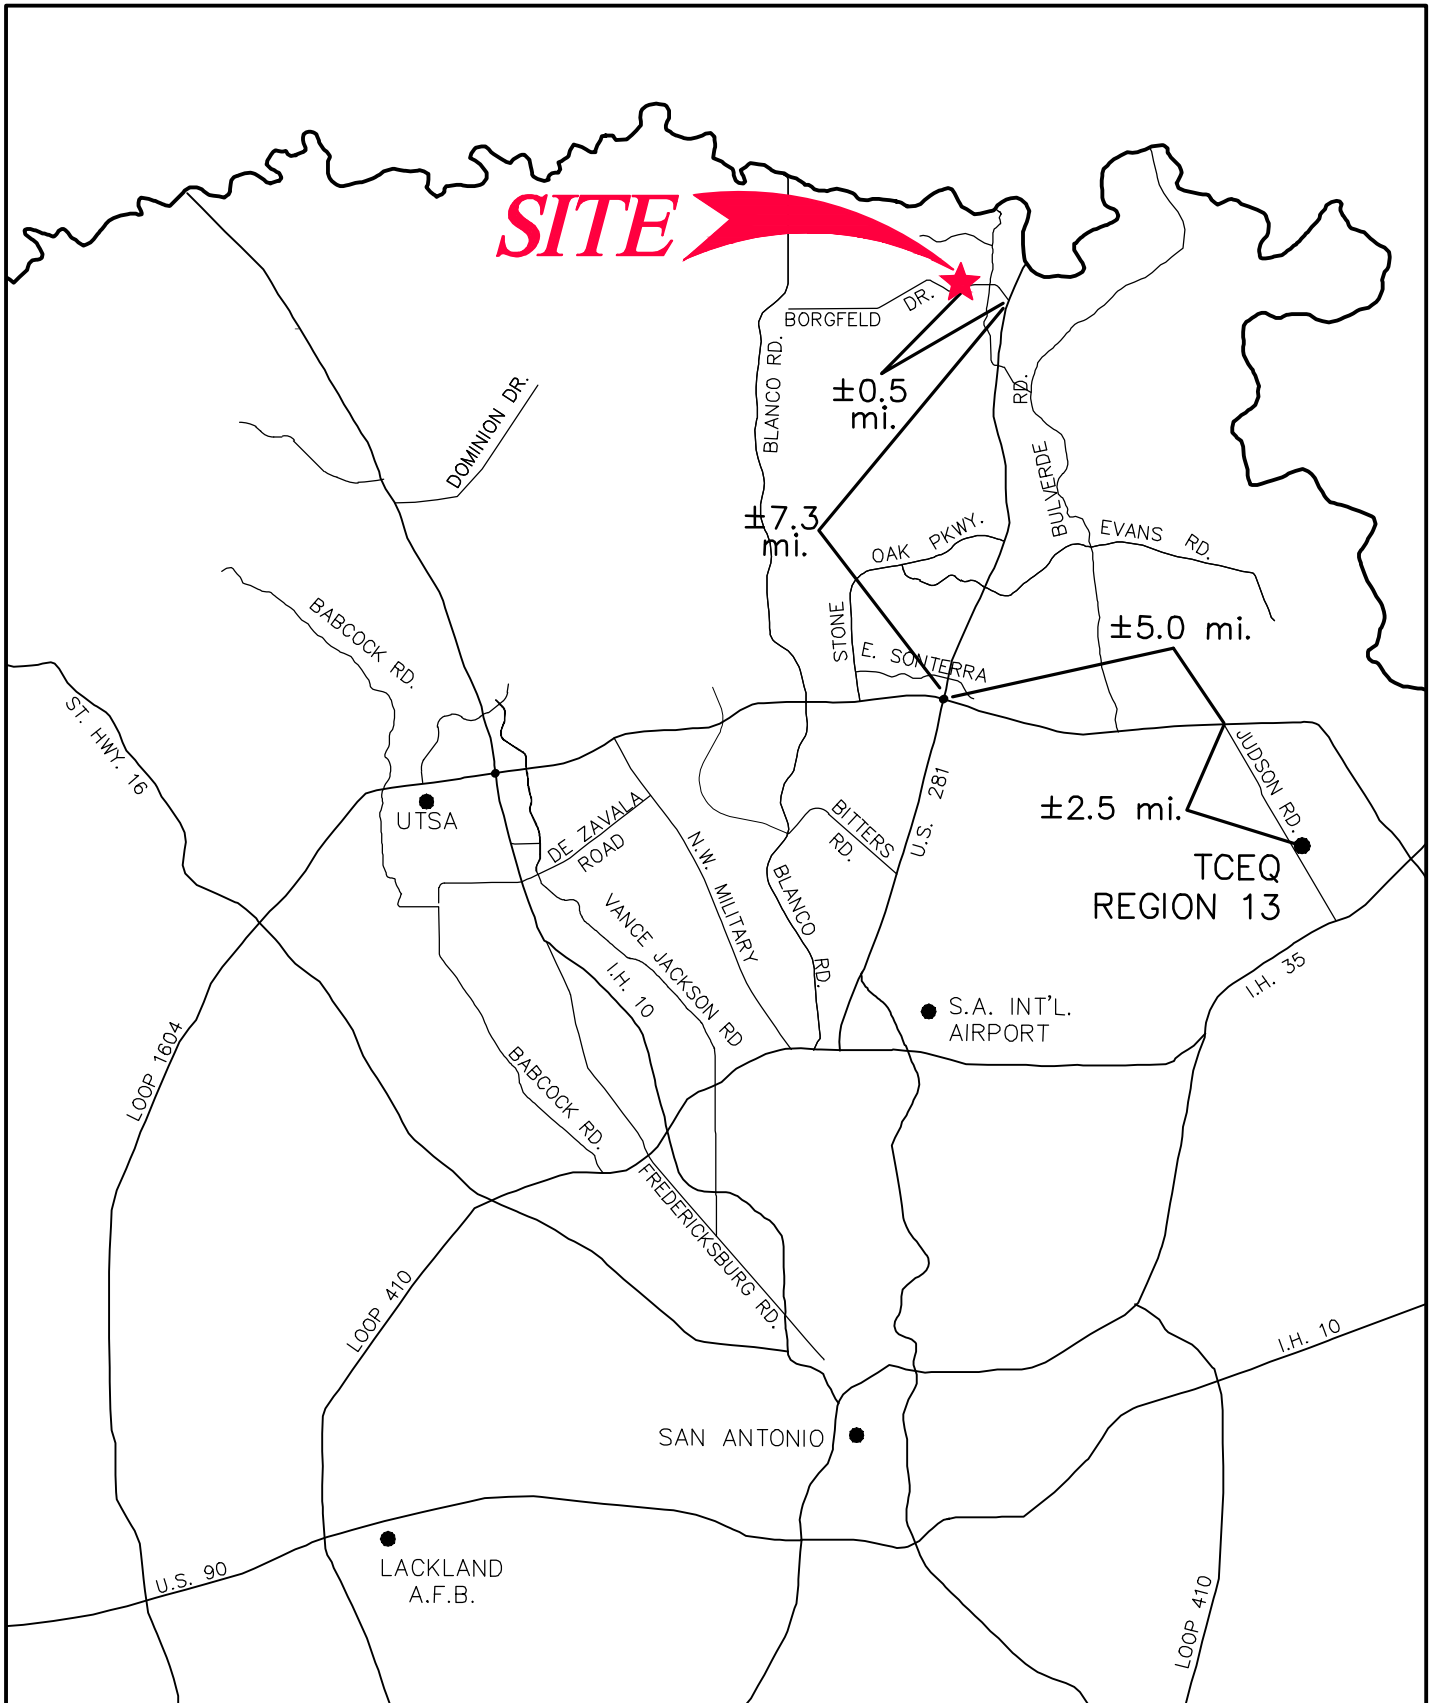 SITE
BORGFELD DR.
BLANCO RD.
±0.5
mi.
DOMINION DR.
BULVERDE RD.
±7.3
mi.
STONE OAK PKWY.
EVANS RD.
BABCOCK RD.
±5.0 mi.
E. SONTERRA
ST. HWY. 16
JUDSON RD.
UTSA
DE ZAVALA
ROAD
BITTERS
RD.
U.S. 281
±2.5 mi.
TCEQ
REGION 13
N.W. MILITARY
BLANCO RD.
VANCE JACKSON RD
I.H. 10
I.H. 35
S.A. INT'L.
AIRPORT
LOOP 1604
BABCOCK RD.
FREDERICKSBURG RD.
LOOP 410
I.H. 10
SAN ANTONIO
LACKLAND
A.F.B.
U.S. 90
LOOP 410